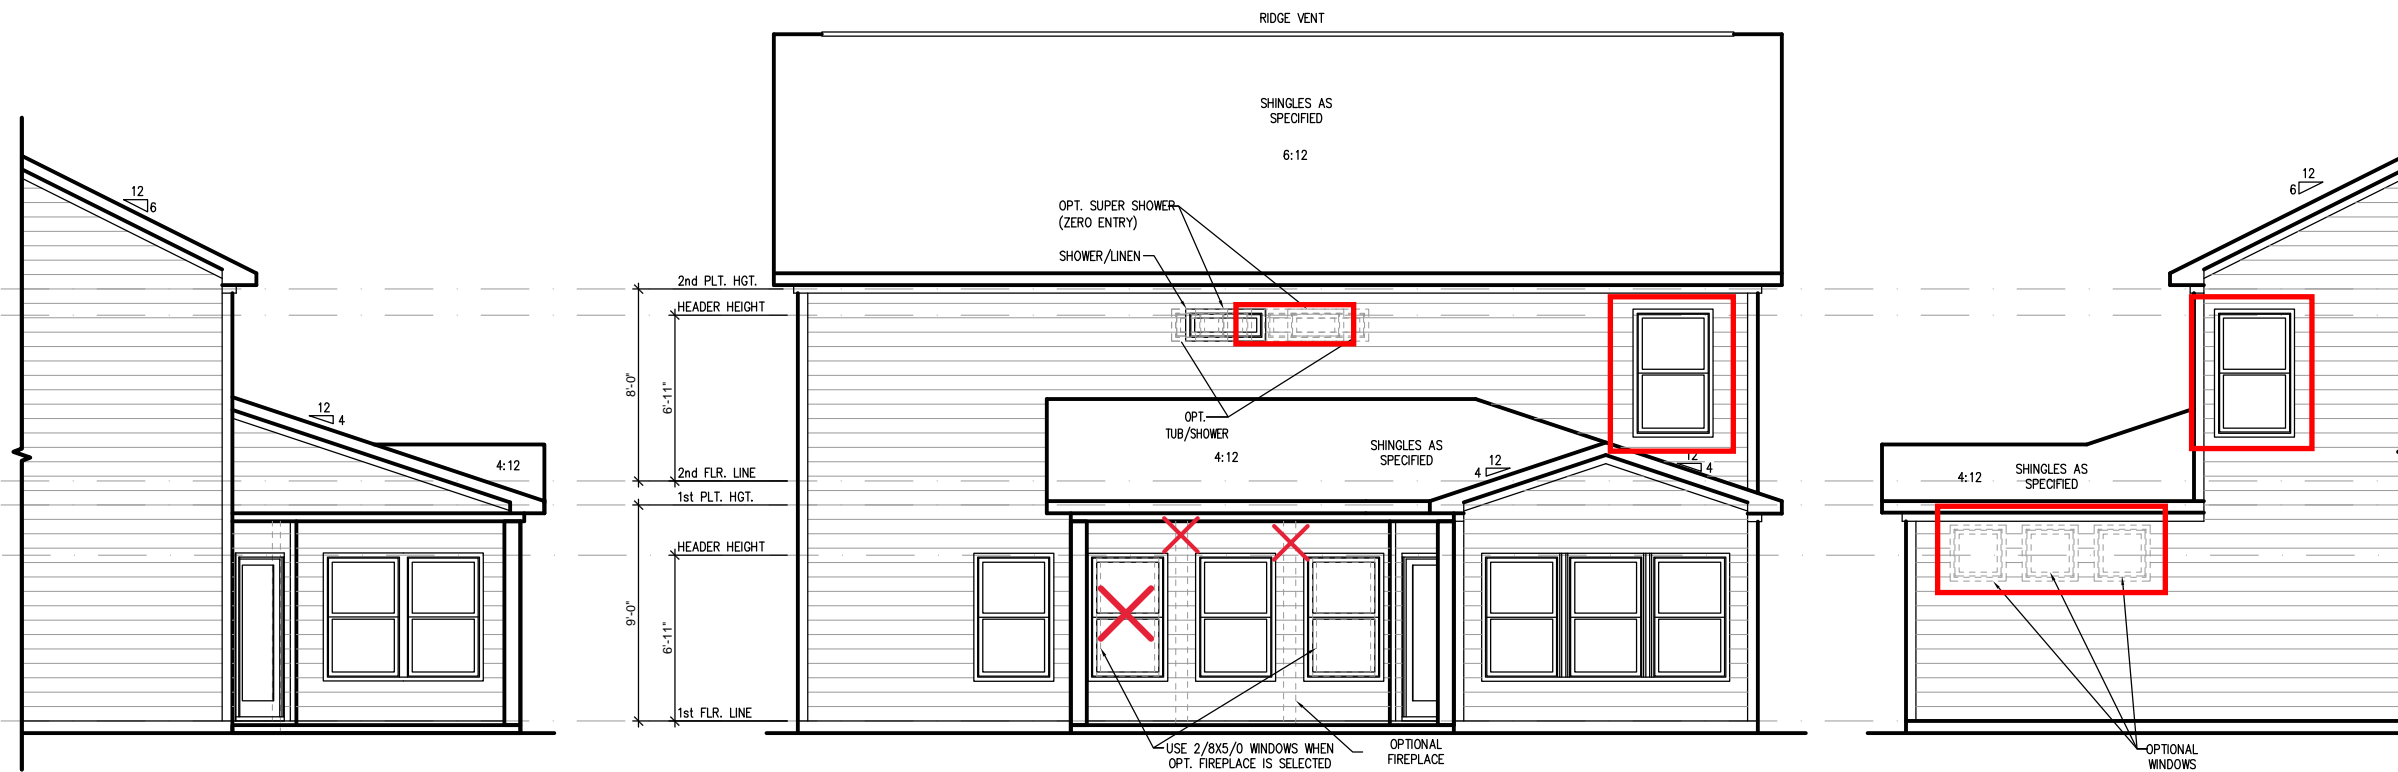 RIDGE VENT
SHINGLES AS
SPECIFIED
6:12
12
6
12
4
4:12
OPT. SUPER SHOWER
(ZERO ENTRY)
SHOWER/LINEN
2nd PLT. HGT.
HEADER HEIGHT
8'-0"
6'-11"
2nd FLR. LINE
1st PLT. HGT.
HEADER HEIGHT
9'-0"
6'-11"
1st FLR. LINE
OPT.
TUB/SHOWER
4:12
SHINGLES AS
SPECIFIED
12
4
12
4
USE 2/8X5/0 WINDOWS WHEN
OPT. FIREPLACE IS SELECTED
OPTIONAL
FIREPLACE
12
6
4:12
SHINGLES AS
SPECIFIED
OPTIONAL
WINDOWS